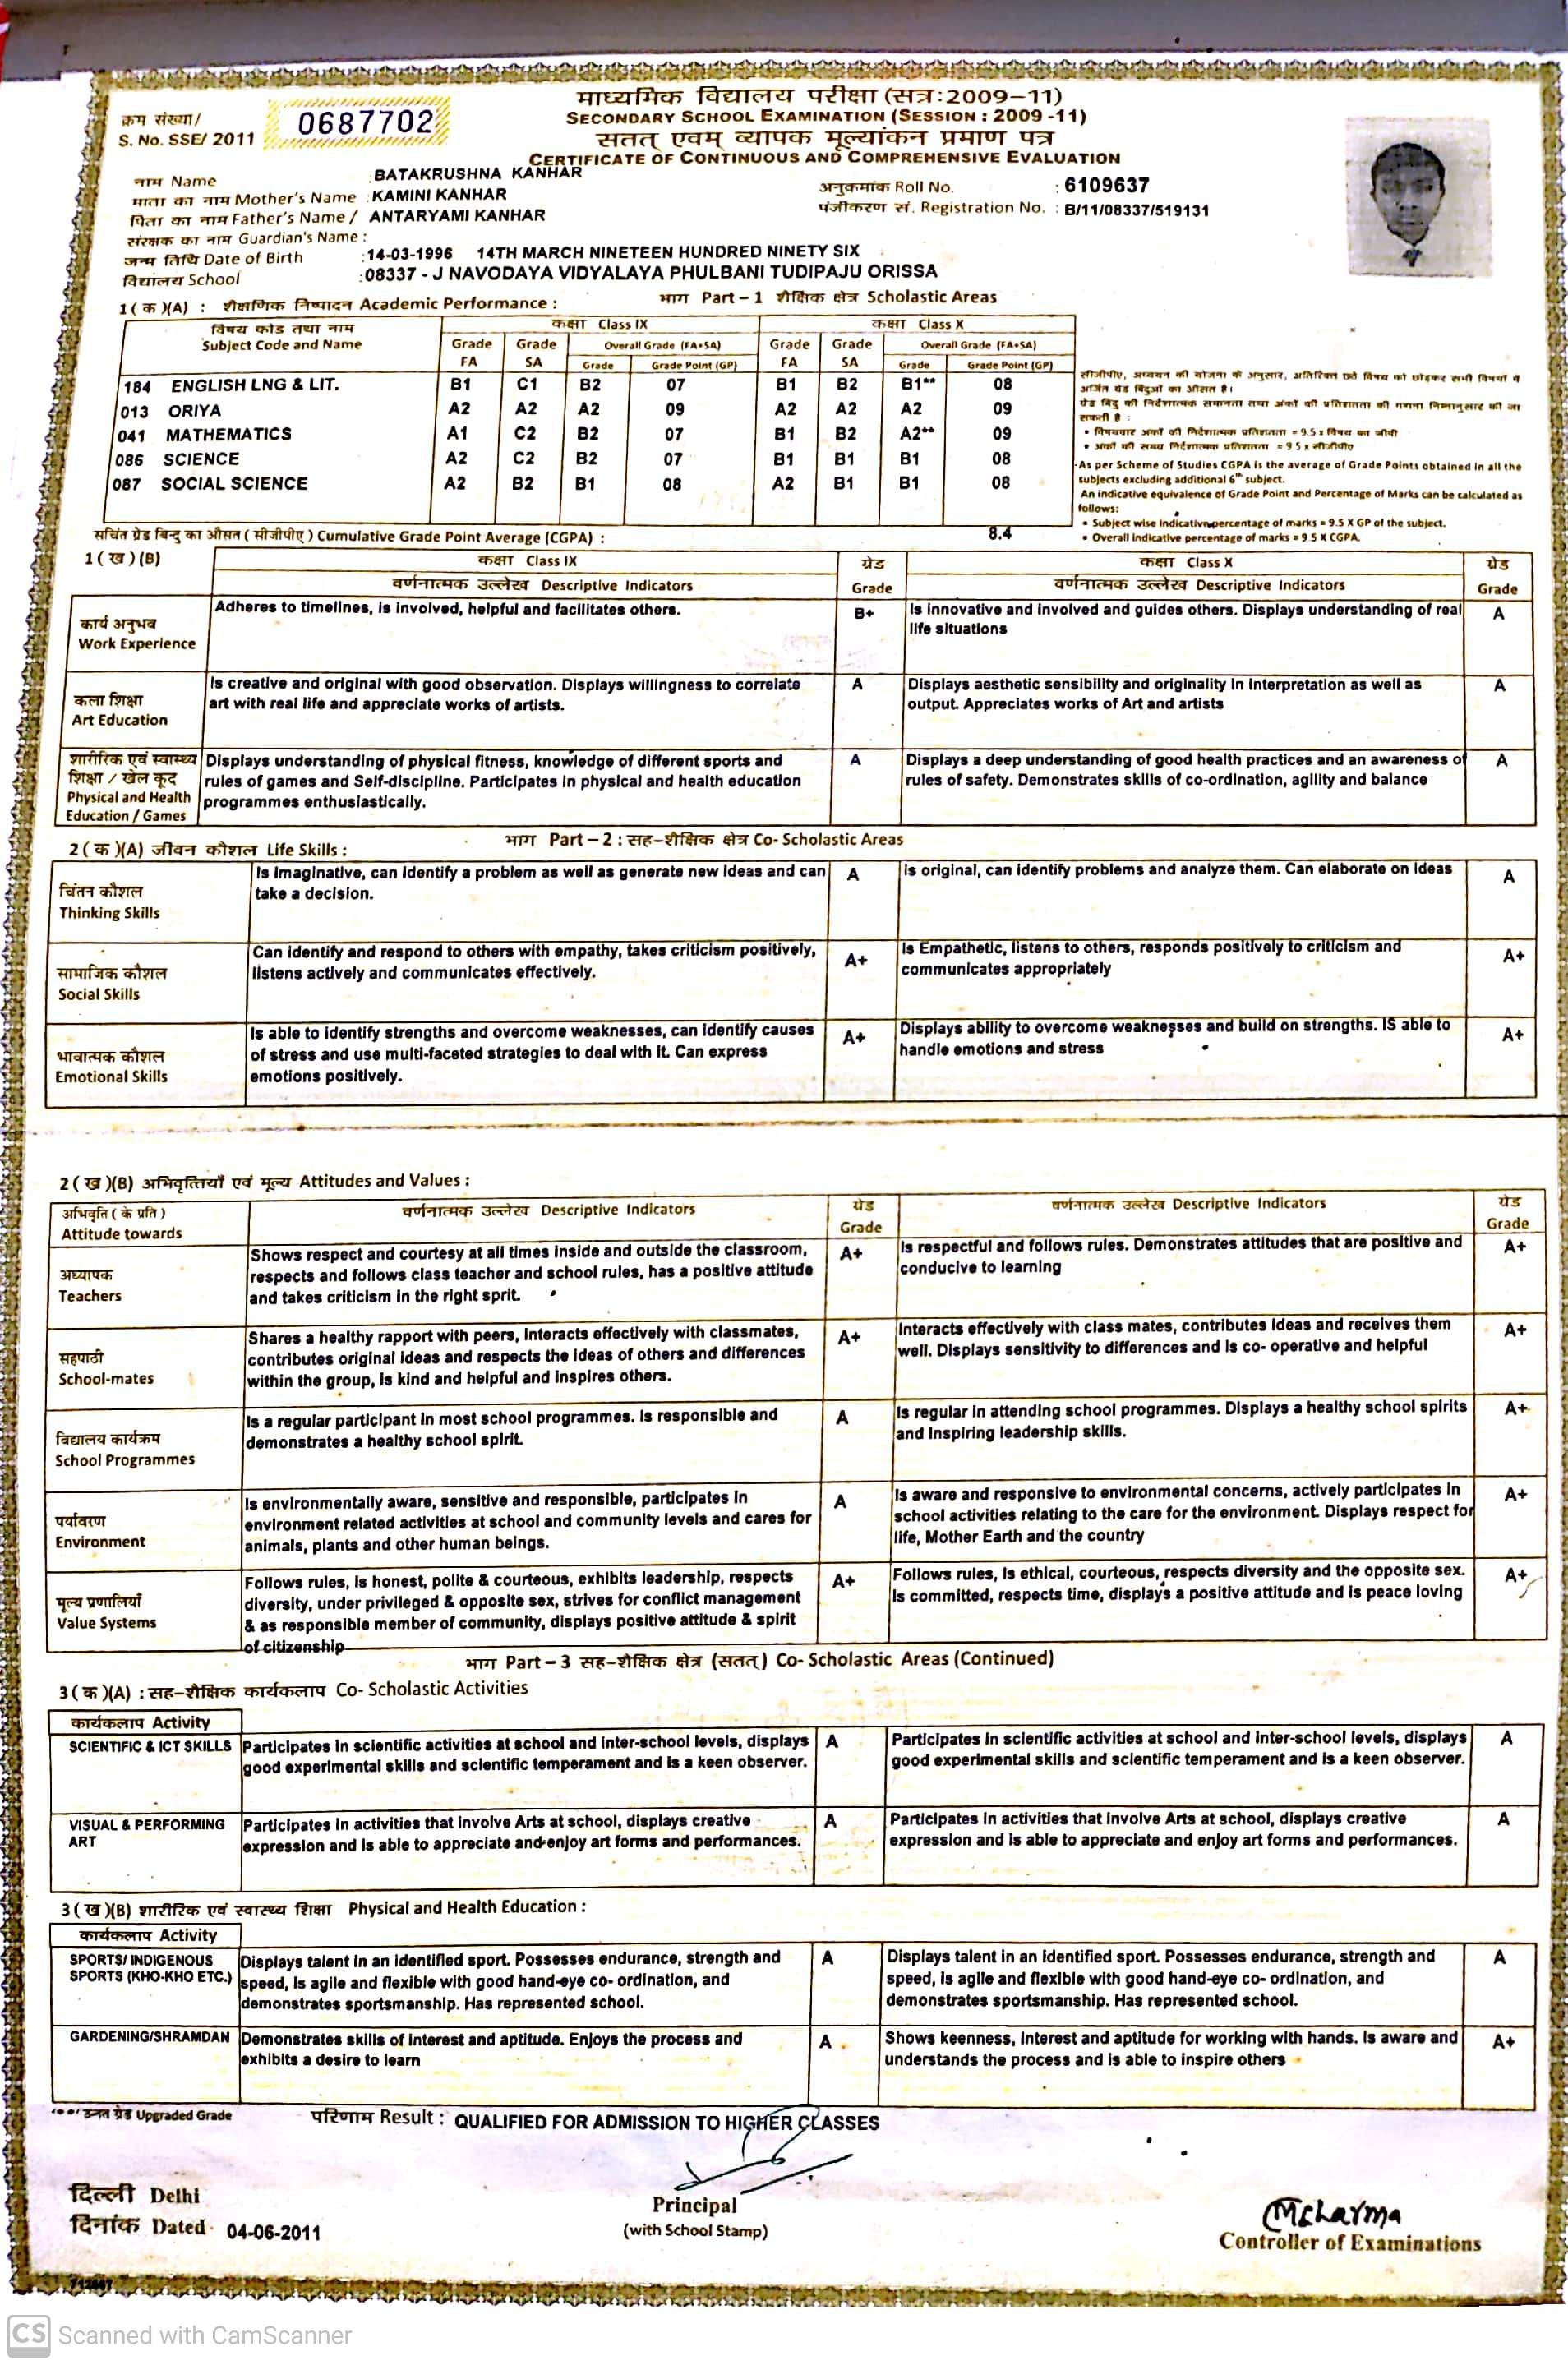 माध्यमिक विद्यालय परीक्षा (सत्र:2009-11)
SECONDARY SCHOOL EXAMINATION (SESSION : 2009 -11)
सतत् एवम् व्यापक मूल्यांकन प्रमाण पत्र
CERTIFICATE OF CONTINUOUS AND COMPREHENSIVE EVALUATION
क्रम संख्या/
S. No. SSE/ 2011 0687702
नाम Name : BATAKRUSHNA KANHAR
माता का नाम Mother's Name : KAMINI KANHAR
पिता का नाम Father's Name / ANTARYAMI KANHAR
संरक्षक का नाम Guardian's Name :
अनुक्रमांक Roll No. : 6109637
पंजीकरण सं. Registration No. : B/11/08337/519131
जन्म तिथि Date of Birth :14-03-1996 14TH MARCH NINETEEN HUNDRED NINETY SIX
विद्यालय School :08337 - J NAVODAYA VIDYALAYA PHULBANI TUDIPAJU ORISSA
1(क)(A) : शैक्षणिक निष्पादन Academic Performance : भाग Part-1 शैक्षिक क्षेत्र Scholastic Areas
विषय कोड तथा नाम कक्षा Class IX कक्षा Class X
Subject Code and Name Grade FA Grade SA Overall Grade (FA+SA) Grade FA Grade SA Overall Grade (FA+SA)
Grade Grade Point (GP) Grade Grade Point (GP)
184 ENGLISH LNG & LIT. B1 C1 B2 07 B1 B2 B1** 08
013 ORIYA A2 A2 A2 09 A2 A2 A2 09
041 MATHEMATICS A1 C2 B2 07 B1 B2 A2** 09
086 SCIENCE A2 C2 B2 07 B1 B1 B1 08
087 SOCIAL SCIENCE A2 B2 B1 08 A2 B1 B1 08
सीजीपीए, अध्ययन की योजना के अनुसार, अतिरिक्त छठे विषय को छोड़कर सभी विषयों में
अर्जित ग्रेड बिंदुओं का औसत है।
ग्रेड बिंदु की निर्देशात्मक समानता तथा अंकों की प्रतिशतता की गणना निम्नानुसार की जा
सकती है :
• विषयवार अंकों की निर्देशात्मक प्रतिशतता = 9.5 x विषय का जीपी
• अंकों की समग्र निर्देशात्मक प्रतिशतता = 9.5 x सीजीपीए
As per Scheme of Studies CGPA is the average of Grade Points obtained in all the
subjects excluding additional 6th subject.
An indicative equivalence of Grade Point and Percentage of Marks can be calculated as
follows:
• Subject wise indicative percentage of marks = 9.5 X GP of the subject.
• Overall indicative percentage of marks = 9.5 X CGPA.
सचित ग्रेड बिन्दु का औसत ( सीजीपीए ) Cumulative Grade Point Average (CGPA) : 8.4
1(ख)(B) कक्षा Class IX ग्रेड कक्षा Class X ग्रेड
वर्णनात्मक उल्लेख Descriptive Indicators Grade वर्णनात्मक उल्लेख Descriptive Indicators Grade
कार्य अनुभव
Work Experience
Adheres to timelines, is involved, helpful and facilitates others.
B+
Is innovative and involved and guides others. Displays understanding of real
life situations
A
कला शिक्षा
Art Education
Is creative and original with good observation. Displays willingness to correlate
art with real life and appreciate works of artists.
A
Displays aesthetic sensibility and originality in interpretation as well as
output. Appreciates works of Art and artists
A
शारीरिक एवं स्वास्थ्य
शिक्षा / खेल कूद
Physical and Health
Education / Games
Displays understanding of physical fitness, knowledge of different sports and
rules of games and Self-discipline. Participates in physical and health education
programmes enthusiastically.
A
Displays a deep understanding of good health practices and an awareness of
rules of safety. Demonstrates skills of co-ordination, agility and balance
A
भाग Part-2 : सह-शैक्षिक क्षेत्र Co- Scholastic Areas
2(क)(A) जीवन कौशल Life Skills :
चिंतन कौशल
Thinking Skills
Is imaginative, can identify a problem as well as generate new ideas and can
take a decision.
A
is original, can identify problems and analyze them. Can elaborate on ideas
A
सामाजिक कौशल
Social Skills
Can identify and respond to others with empathy, takes criticism positively,
listens actively and communicates effectively.
A+
Is Empathetic, listens to others, responds positively to criticism and
communicates appropriately
A+
भावात्मक कौशल
Emotional Skills
Is able to identify strengths and overcome weaknesses, can identify causes
of stress and use multi-faceted strategies to deal with it. Can express
emotions positively.
A+
Displays ability to overcome weaknesses and build on strengths. IS able to
handle emotions and stress
A+
2(ख)(B) अभिवृत्तियाँ एवं मूल्य Attitudes and Values :
अभिवृति ( के प्रति )
Attitude towards
वर्णनात्मक उल्लेख Descriptive Indicators ग्रेड Grade वर्णनात्मक उल्लेख Descriptive Indicators ग्रेड Grade
अध्यापक
Teachers
Shows respect and courtesy at all times inside and outside the classroom,
respects and follows class teacher and school rules, has a positive attitude
and takes criticism in the right sprit.
A+
Is respectful and follows rules. Demonstrates attitudes that are positive and
conducive to learning
A+
सहपाठी
School-mates
Shares a healthy rapport with peers, interacts effectively with classmates,
contributes original ideas and respects the ideas of others and differences
within the group, is kind and helpful and inspires others.
A+
Interacts effectively with class mates, contributes ideas and receives them
well. Displays sensitivity to differences and is co- operative and helpful
A+
विद्यालय कार्यक्रम
School Programmes
Is a regular participant in most school programmes. Is responsible and
demonstrates a healthy school spirit.
A
Is regular in attending school programmes. Displays a healthy school spirits
and inspiring leadership skills.
A+
पर्यावरण
Environment
Is environmentally aware, sensitive and responsible, participates in
environment related activities at school and community levels and cares for
animals, plants and other human beings.
A
Is aware and responsive to environmental concerns, actively participates in
school activities relating to the care for the environment. Displays respect for
life, Mother Earth and the country
A+
मूल्य प्रणालियाँ
Value Systems
Follows rules, is honest, polite & courteous, exhibits leadership, respects
diversity, under privileged & opposite sex, strives for conflict management
& as responsible member of community, displays positive attitude & spirit
of citizenship
A+
Follows rules, is ethical, courteous, respects diversity and the opposite sex.
Is committed, respects time, displays a positive attitude and is peace loving
A+
भाग Part-3 सह-शैक्षिक क्षेत्र (सतत्) Co- Scholastic Areas (Continued)
3(क)(A) : सह-शैक्षिक कार्यकलाप Co- Scholastic Activities
कार्यकलाप Activity
SCIENTIFIC & ICT SKILLS
Participates in scientific activities at school and inter-school levels, displays
good experimental skills and scientific temperament and is a keen observer.
A
Participates in scientific activities at school and inter-school levels, displays
good experimental skills and scientific temperament and is a keen observer.
A
VISUAL & PERFORMING
ART
Participates in activities that involve Arts at school, displays creative
expression and is able to appreciate and enjoy art forms and performances.
A
Participates in activities that involve Arts at school, displays creative
expression and is able to appreciate and enjoy art forms and performances.
A
3(ख)(B) शारीरिक एवं स्वास्थ्य शिक्षा Physical and Health Education :
कार्यकलाप Activity
SPORTS/ INDIGENOUS
SPORTS (KHO-KHO ETC.)
Displays talent in an identified sport. Possesses endurance, strength and
speed, is agile and flexible with good hand-eye co- ordination, and
demonstrates sportsmanship. Has represented school.
A
Displays talent in an identified sport. Possesses endurance, strength and
speed, is agile and flexible with good hand-eye co- ordination, and
demonstrates sportsmanship. Has represented school.
A
GARDENING/SHRAMDAN
Demonstrates skills of interest and aptitude. Enjoys the process and
exhibits a desire to learn
A
Shows keenness, interest and aptitude for working with hands. Is aware and
understands the process and is able to inspire others
A+
'**' उन्नत ग्रेड Upgraded Grade परिणाम Result : QUALIFIED FOR ADMISSION TO HIGHER CLASSES
दिल्ली Delhi
दिनांक Dated 04-06-2011
Principal
(with School Stamp)
MSharma
Controller of Examinations
CS Scanned with CamScanner